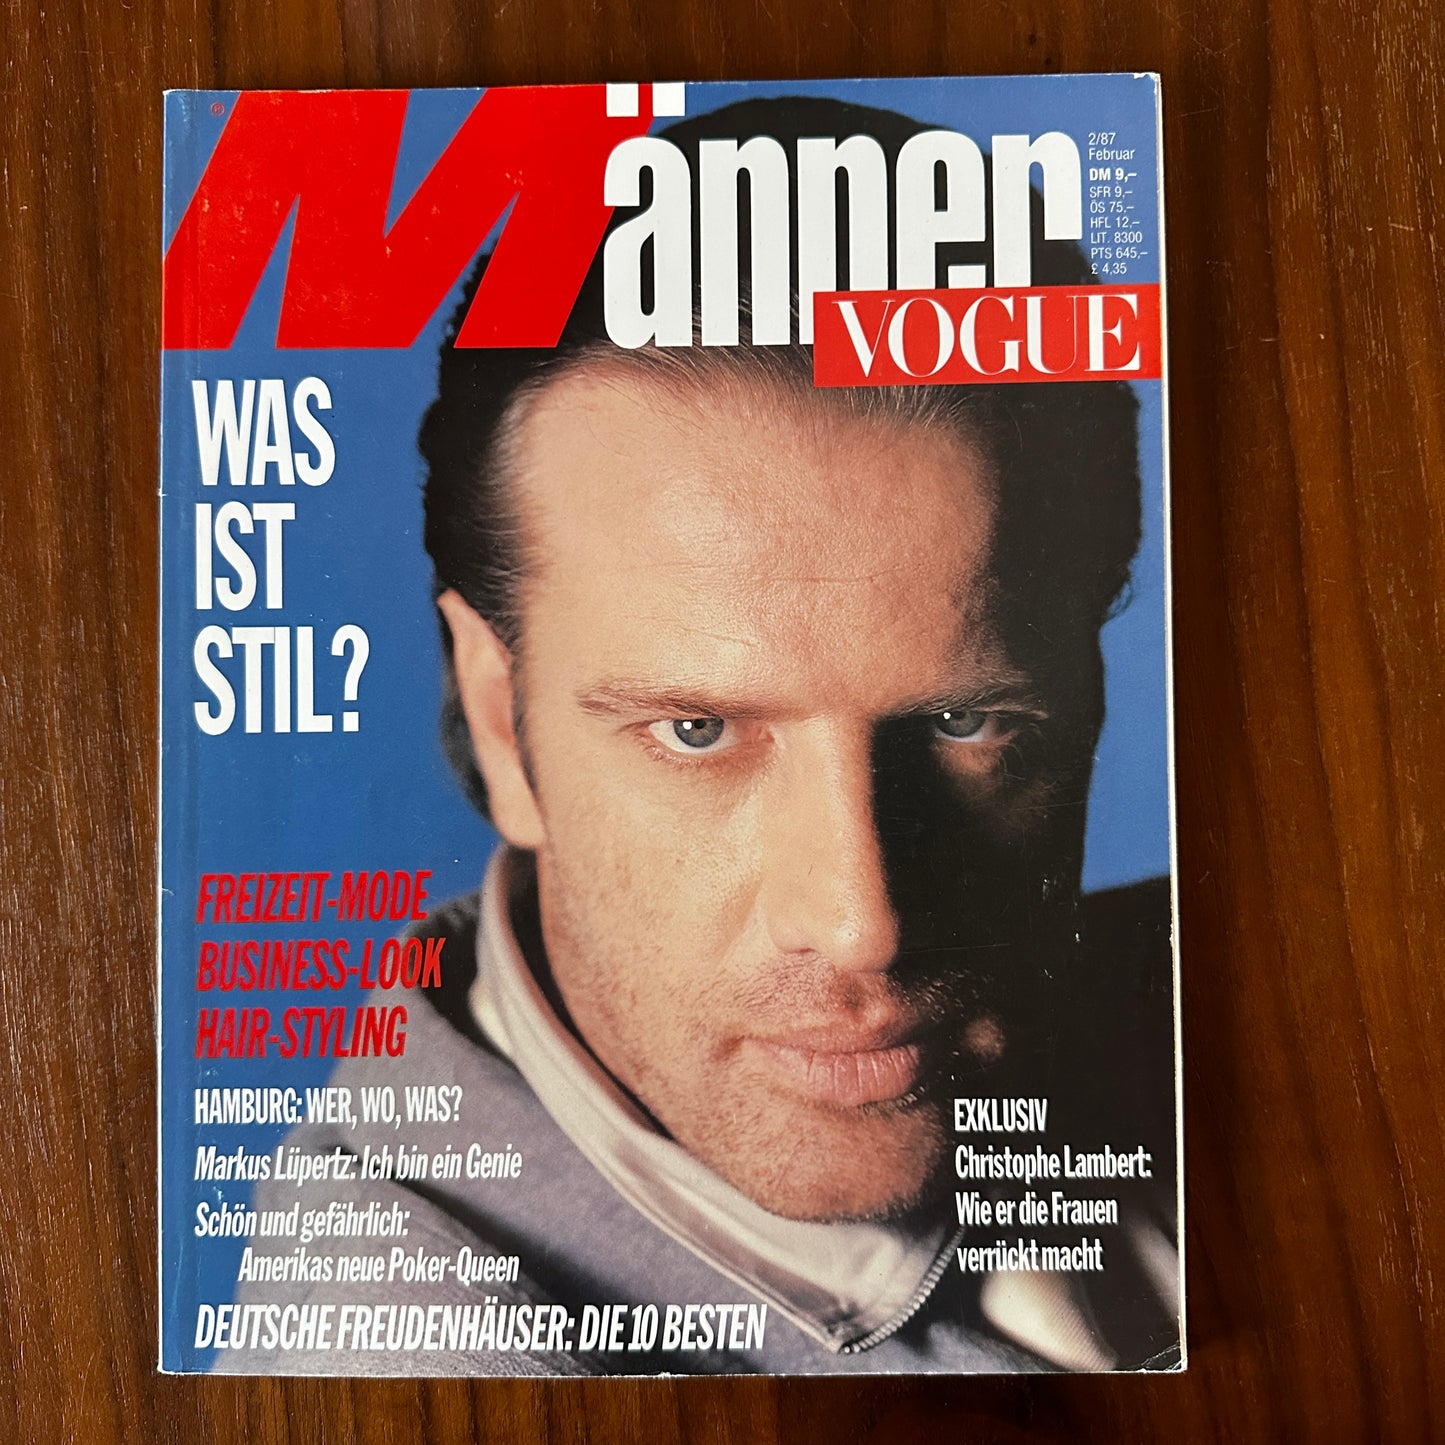 ®
Männer
VOGUE
2/87
Februar
DM 9,–
SFR 9,–
ÖS 75,–
HFL 12,–
LIT. 8300
PTS 645,–
£ 4,35
WAS
IST
STIL?
FREIZEIT-MODE
BUSINESS-LOOK
HAIR-STYLING
HAMBURG: WER, WO, WAS?
Markus Lüpertz: Ich bin ein Genie
Schön und gefährlich:
Amerikas neue Poker-Queen
DEUTSCHE FREUDENHÄUSER: DIE 10 BESTEN
EXKLUSIV
Christophe Lambert:
Wie er die Frauen
verrückt macht